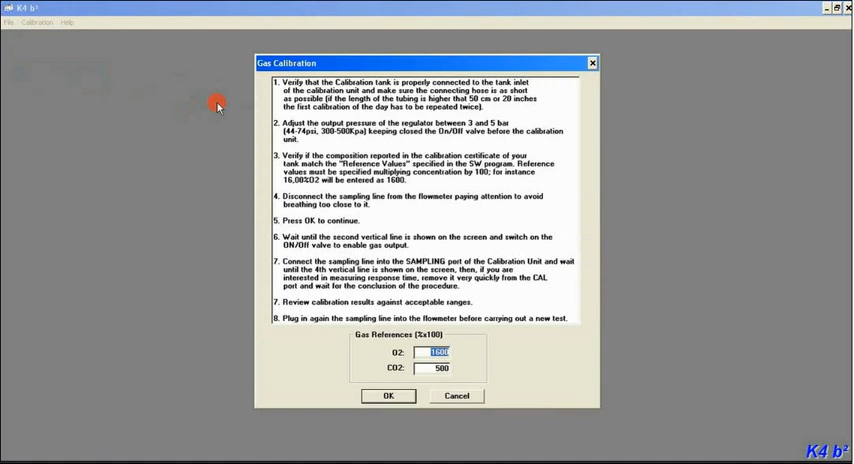 K4 b²
File Calibration Help
Gas Calibration
1. Verify that the Calibration tank is properly connected to the tank inlet
of the calibration unit and make sure the connecting hose is as short
as possible (if the length of the tubing is higher that 50 cm or 20 inches
the first calibration of the day has to be repeated twice).
2. Adjust the output pressure of the regulator between 3 and 5 bar
(44-74psi, 300-500Kpa) keeping closed the On/Off valve before the calibration
unit.
3. Verify if the composition reported in the calibration certificate of your
tank match the "Reference Values" specified in the SW program. Reference
values must be specified multiplying concentration by 100; for instance
16,00%O2 will be entered as 1600.
4. Disconnect the sampling line from the flowmeter paying attention to avoid
breathing too close to it.
5. Press OK to continue.
6. Wait until the second vertical line is shown on the screen and switch on the
ON/Off valve to enable gas output.
7. Connect the sampling line into the SAMPLING port of the Calibration Unit and wait
until the 4th vertical line is shown on the screen, then, if you are
interested in measuring response time, remove it very quickly from the CAL
port and wait for the conclusion of the procedure.
7. Review calibration results against acceptable ranges.
8. Plug in again the sampling line into the flowmeter before carrying out a new test.
Gas References (%x100)
O2: 1600
CO2: 500
OK Cancel
K4 b²